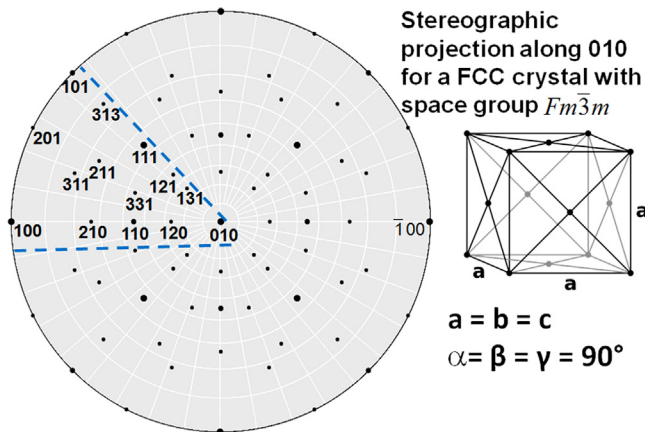 Stereographic
projection along 010
for a FCC crystal with
space group Fm3̅m
101
313
201
111
211
311
121
131
331
100
210
110
120
010
1̅00
a
a
a
a = b = c
α= β = γ = 90°